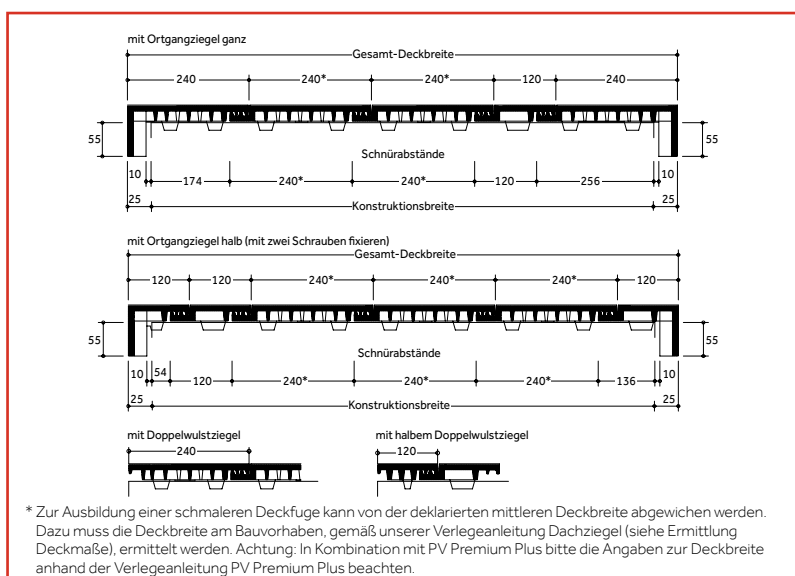 mit Ortgangziegel ganz
Gesamt-Deckbreite
240 240* 240* 120 240
55 55
Schnürabstände
10 174 240* 240* 120 256 10
25 Konstruktionsbreite 25
mit Ortgangziegel halb (mit zwei Schrauben fixieren)
Gesamt-Deckbreite
120 120 240* 240* 240* 120
55 55
Schnürabstände
10 54 120 240* 240* 240* 136 10
25 Konstruktionsbreite 25
mit Doppelwulstziegel mit halbem Doppelwulstziegel
240 120
* Zur Ausbildung einer schmaleren Deckfuge kann von der deklarierten mittleren Deckbreite abgewichen werden.
Dazu muss die Deckbreite am Bauvorhaben, gemäß unserer Verlegeanleitung Dachziegel (siehe Ermittlung
Deckmaße), ermittelt werden. Achtung: In Kombination mit PV Premium Plus bitte die Angaben zur Deckbreite
anhand der Verlegeanleitung PV Premium Plus beachten.